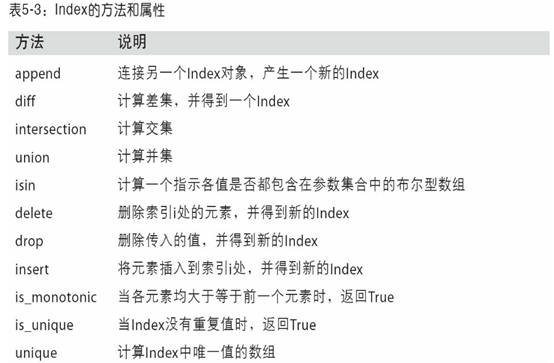 表5-3：Index的方法和属性
方法 说明
append 连接另一个Index对象，产生一个新的Index
diff 计算差集，并得到一个Index
intersection 计算交集
union 计算并集
isin 计算一个指示各值是否都包含在参数集合中的布尔型数组
delete 删除索引i处的元素，并得到新的Index
drop 删除传入的值，并得到新的Index
insert 将元素插入到索引i处，并得到新的Index
is_monotonic 当各元素均大于等于前一个元素时，返回True
is_unique 当Index没有重复值时，返回True
unique 计算Index中唯一值的数组